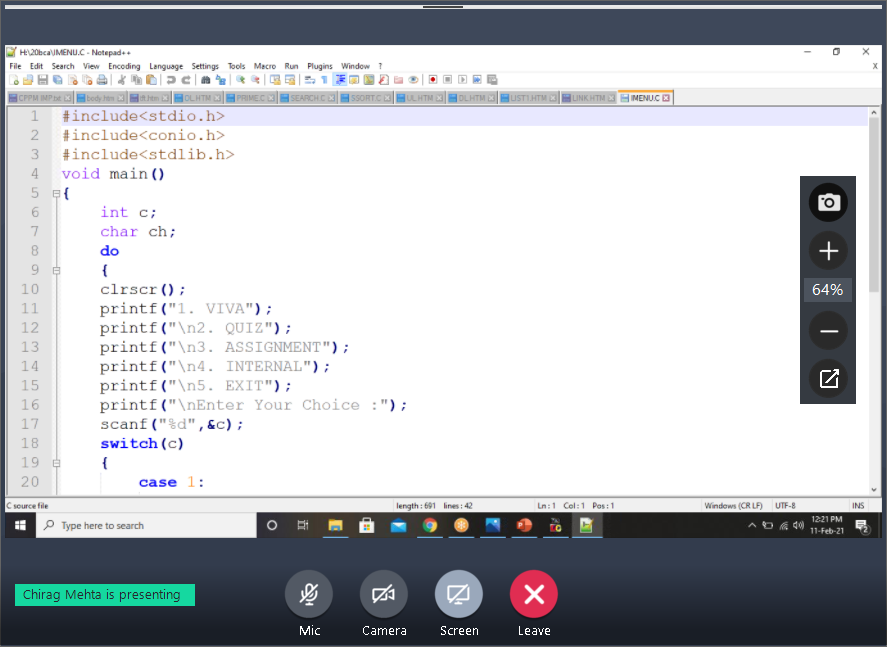 H:\20bca\IMENU.C - Notepad++
File Edit Search View Encoding Language Settings Tools Macro Run Plugins Window ? X
CPPM IMP.txt body.htm ift.htm OL.HTM PRIME.C SEARCH.C SSORT.C UL.HTM DL.HTM LIST1.HTM LINK.HTM IMENU.C
1 #include<stdio.h>
2 #include<conio.h>
3 #include<stdlib.h>
4 void main()
5 {
6 int c;
7 char ch;
8 do
9 {
10 clrscr();
11 printf("1. VIVA");
12 printf("\n2. QUIZ");
13 printf("\n3. ASSIGNMENT");
14 printf("\n4. INTERNAL");
15 printf("\n5. EXIT");
16 printf("\nEnter Your Choice :");
17 scanf("%d",&c);
18 switch(c)
19 {
20 case 1:
64%
C source file length : 691 lines : 42 Ln : 1 Col : 1 Pos : 1 Windows (CR LF) UTF-8 INS
Type here to search
12:21 PM
11-Feb-21
2
Chirag Mehta is presenting
Mic Camera Screen Leave